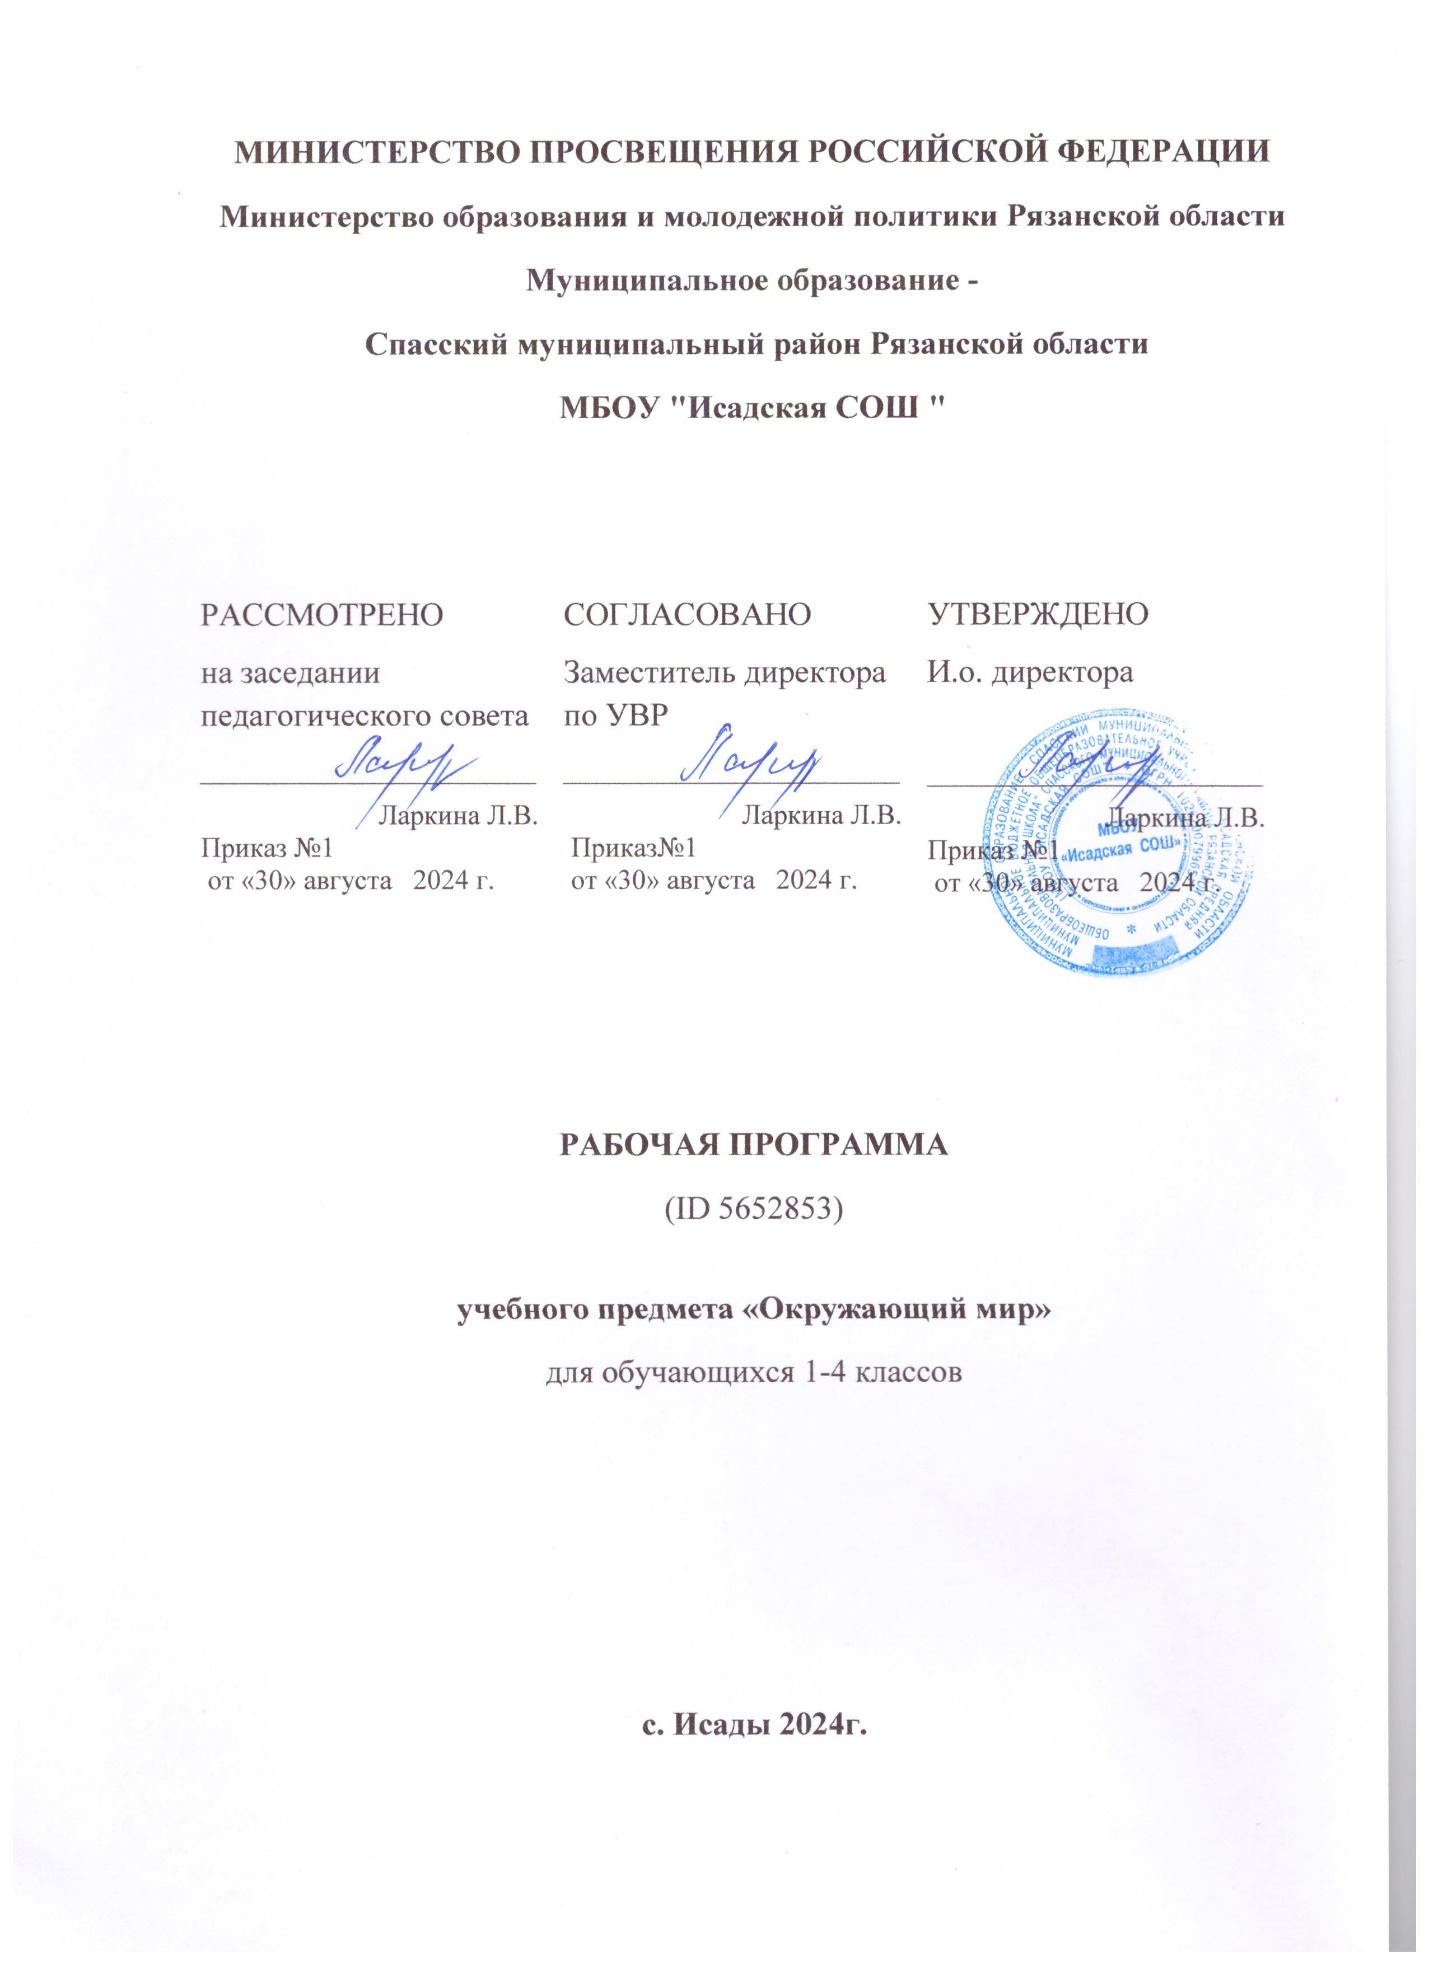 МИНИСТЕРСТВО ПРОСВЕЩЕНИЯ РОССИЙСКОЙ ФЕДЕРАЦИИ
Министерство образования и молодежной политики Рязанской области
Муниципальное образование -
Спасский муниципальный район Рязанской области
МБОУ "Исадская СОШ "
РАССМОТРЕНО
на заседании
педагогического совета
Ларкина Л.В.
Приказ №1
от «30» августа 2024 г.
СОГЛАСОВАНО
Заместитель директора
по УВР
Ларкина Л.В.
Приказ№1
от «30» августа 2024 г.
УТВЕРЖДЕНО
И.о. директора
Ларкина Л.В.
Приказ №1
от «30» августа 2024 г.
МБОУ
«Исадская СОШ»
РАБОЧАЯ ПРОГРАММА
(ID 5652853)
учебного предмета «Окружающий мир»
для обучающихся 1-4 классов
с. Исады 2024г.